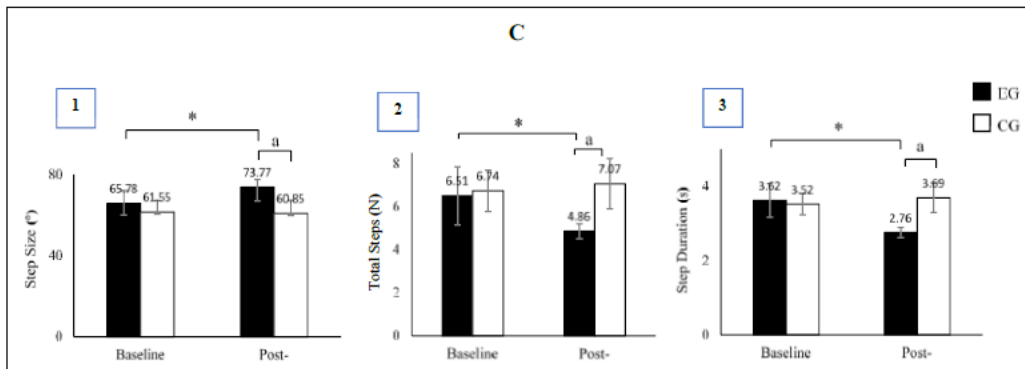 C
1
*
a
80
40
0
65.78
61.55
73.77
60.85
Step Size (°)
Baseline
Post-
2
*
a
8
6
4
2
0
6.51
6.74
4.86
7.07
Total Steps (N)
Baseline
Post-
3
EG
CG
*
a
4
2
0
3.62
3.52
2.76
3.69
Step Duration (s)
Baseline
Post-